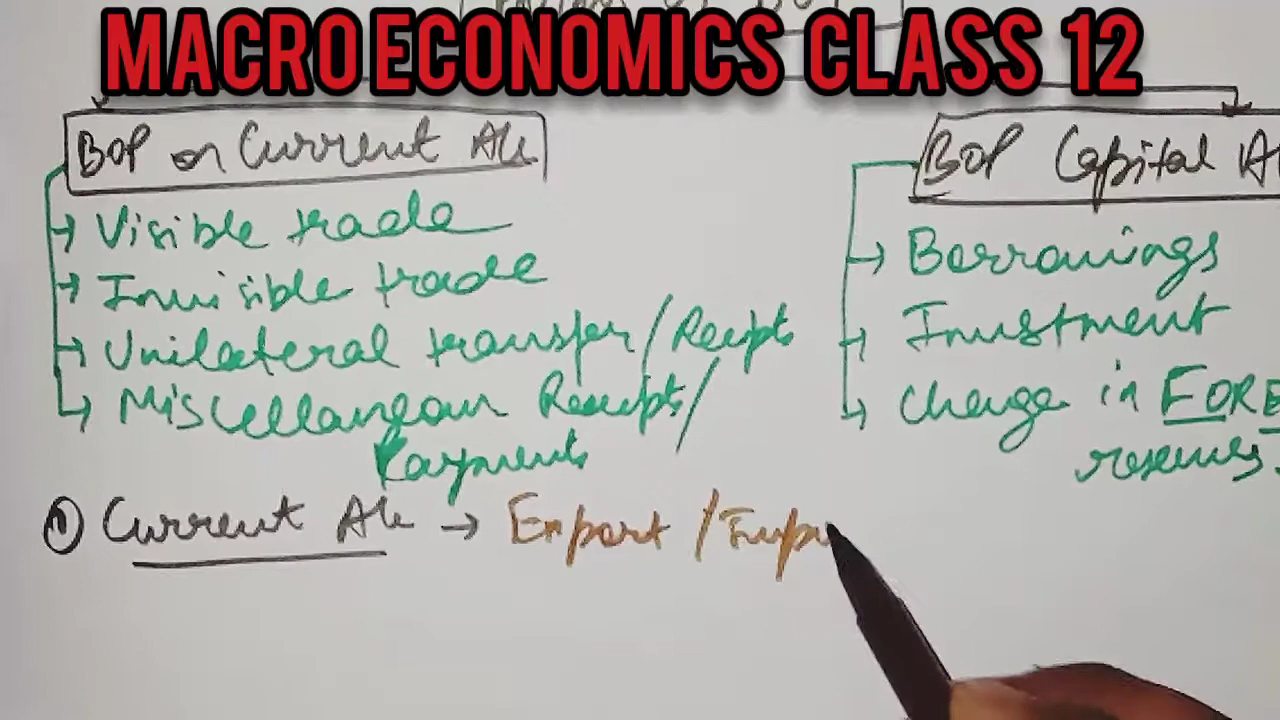 MACRO ECONOMICS CLASS 12
BOP on Current A/c
Visible trade
Invisible trade
Unilateral transfer/Receipts
Miscellaneous Receipts/
Payments
BOP Capital A
Borrowings
Investment
Change in FORE
reserves.
① Current A/c → Export / Impo